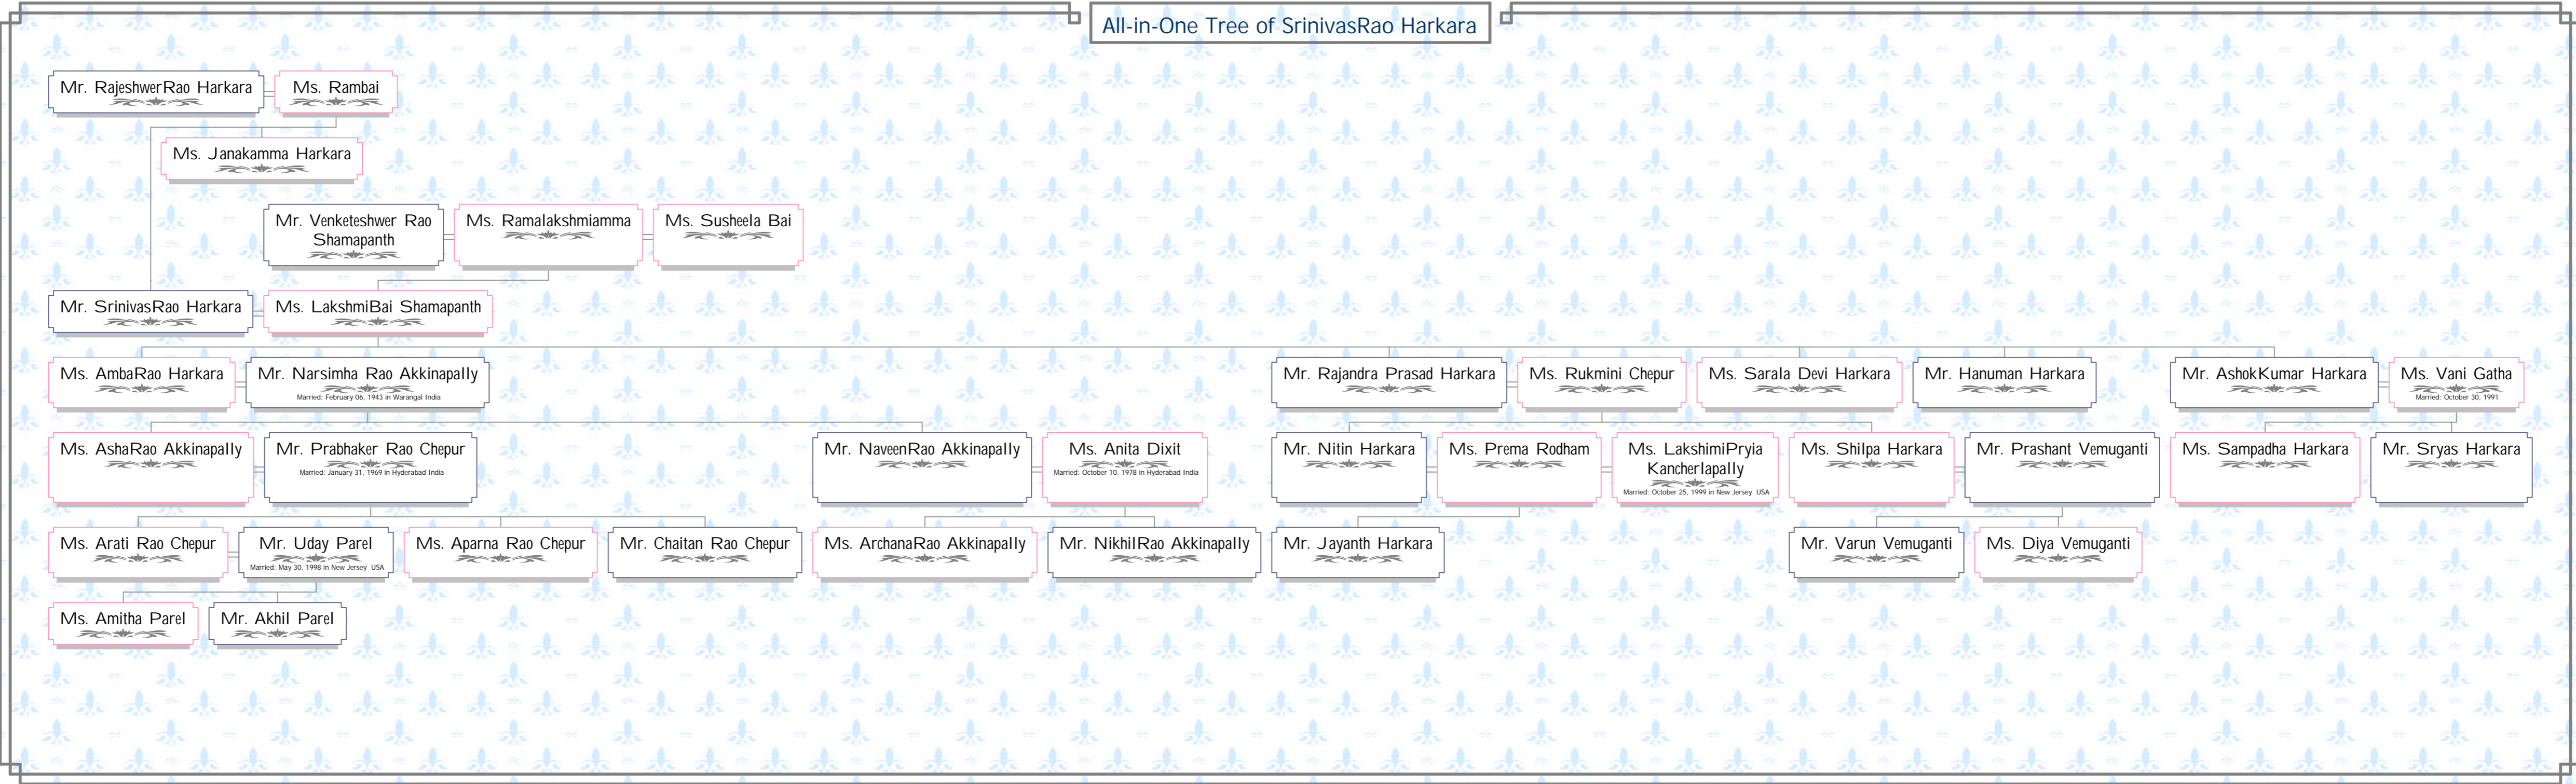 All-in-One Tree of SrinivasRao Harkara
Mr. RajeshwerRao Harkara
Ms. Rambai
Ms. Janakamma Harkara
Mr. Venketeshwer Rao
Shamapanth
Ms. Ramalakshmiamma
Ms. Susheela Bai
Mr. SrinivasRao Harkara
Ms. LakshmiBai Shamapanth
Ms. AmbaRao Harkara
Mr. Narsimha Rao Akkinapally
Married: February 06, 1943 in Warangal India
Mr. Rajandra Prasad Harkara
Ms. Rukmini Chepur
Ms. Sarala Devi Harkara
Mr. Hanuman Harkara
Mr. AshokKumar Harkara
Ms. Vani Gatha
Married: October 30, 1991
Ms. AshaRao Akkinapally
Mr. Prabhaker Rao Chepur
Married: January 31, 1969 in Hyderabad India
Mr. NaveenRao Akkinapally
Ms. Anita Dixit
Married: October 10, 1978 in Hyderabad India
Mr. Nitin Harkara
Ms. Prema Rodham
Ms. LakshimiPryia
Kancherlapally
Married: October 25, 1999 in New Jersey USA
Ms. Shilpa Harkara
Mr. Prashant Vemuganti
Ms. Sampadha Harkara
Mr. Sryas Harkara
Ms. Arati Rao Chepur
Mr. Uday Parel
Married: May 30, 1998 in New Jersey USA
Ms. Aparna Rao Chepur
Mr. Chaitan Rao Chepur
Ms. ArchanaRao Akkinapally
Mr. NikhilRao Akkinapally
Mr. Jayanth Harkara
Mr. Varun Vemuganti
Ms. Diya Vemuganti
Ms. Amitha Parel
Mr. Akhil Parel